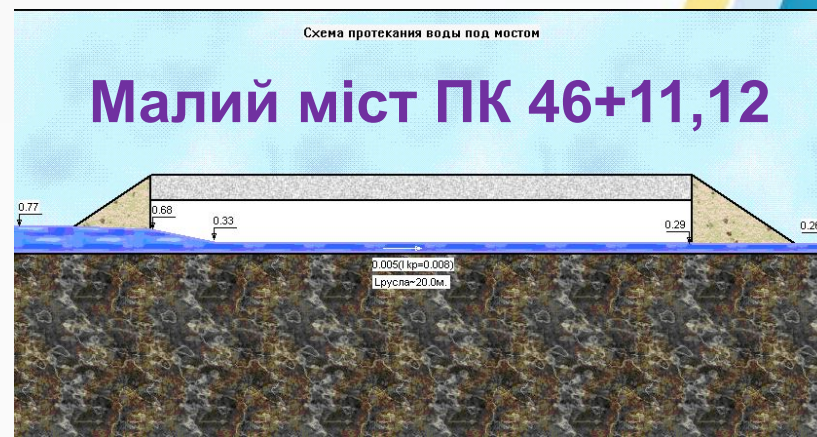 Схема протекания воды под мостом
Малий міст ПК 46+11,12
0.77
0.68
0.33
0.29
0.26
0.005(I кр=0.008)
Lрусла~20.0м.